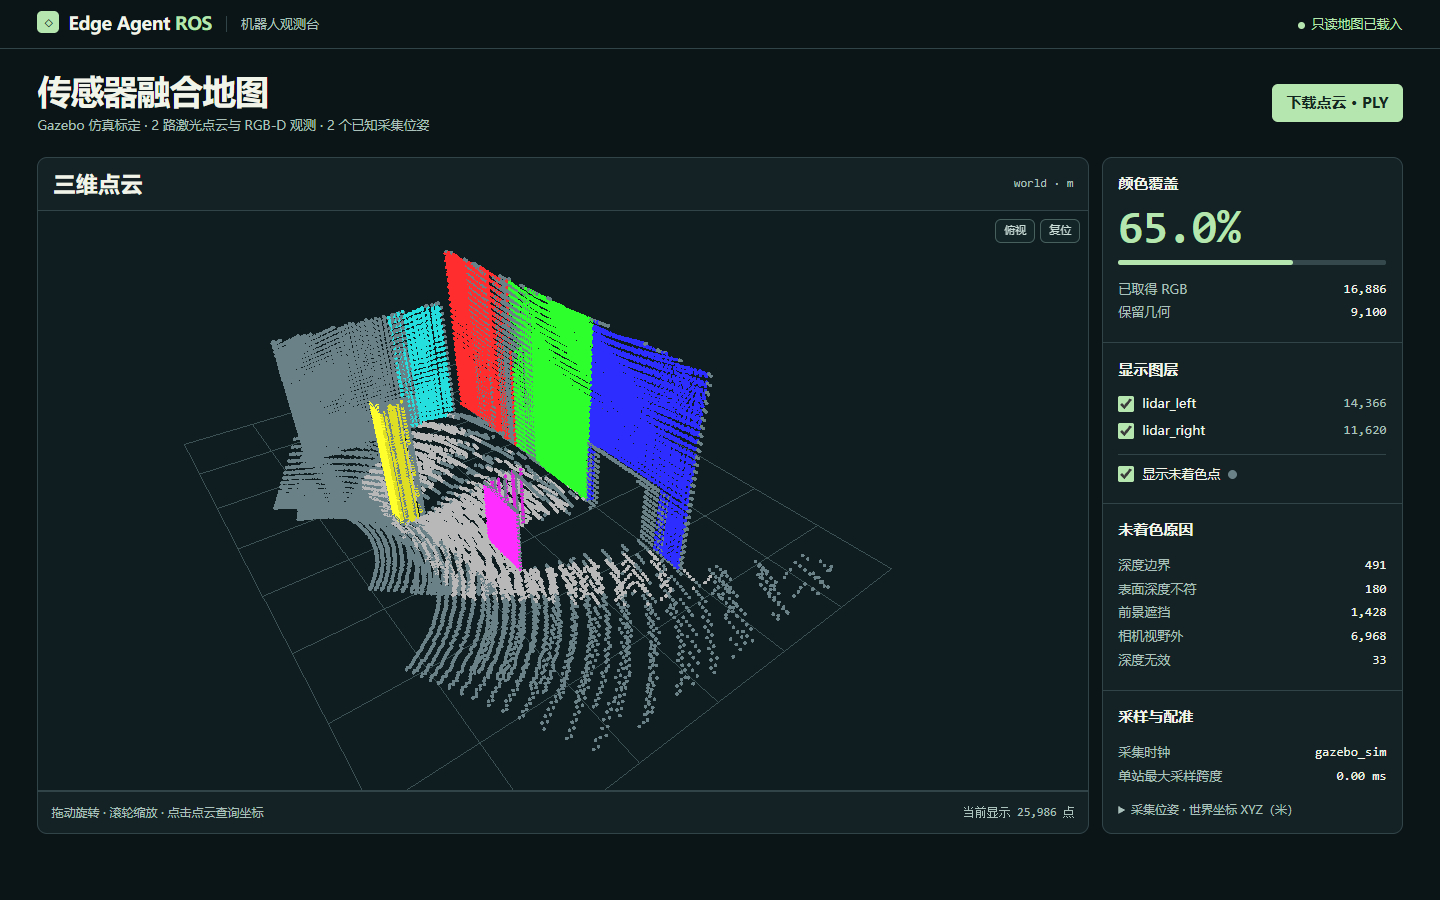 Edge Agent ROS
机器人观测台
只读地图已载入
传感器融合地图
Gazebo 仿真标定 · 2 路激光点云与 RGB-D 观测 · 2 个已知采集位姿
下载点云 • PLY
三维点云
world · m
俯视
复位
拖动旋转 · 滚轮缩放 · 点击点云查询坐标
当前显示 25,986 点
颜色覆盖
65.0%
已取得 RGB 16,886
保留几何 9,100
显示图层
lidar_left 14,366
lidar_right 11,620
显示未着色点
未着色原因
深度边界 491
表面深度不符 180
前景遮挡 1,428
相机视野外 6,968
深度无效 33
采样与配准
采集时钟 gazebo_sim
单站最大采样跨度 0.00 ms
采集位姿 · 世界坐标 XYZ（米）